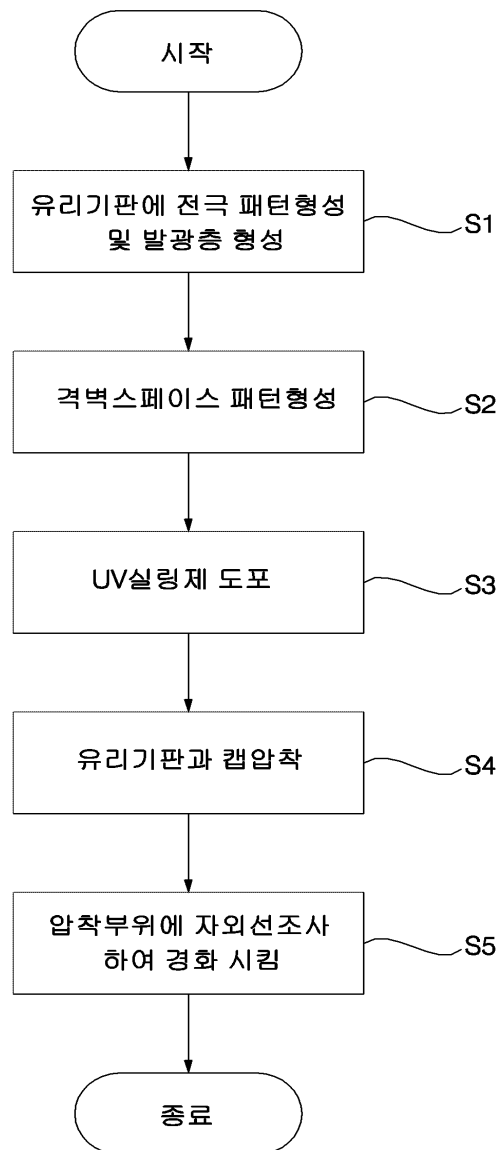 시작
유리기판에 전극 패턴형성
및 발광층 형성
S1
격벽스페이스 패턴형성
S2
UV실링제 도포
S3
유리기판과 캡압착
S4
압착부위에 자외선조사
하여 경화 시킴
S5
종료